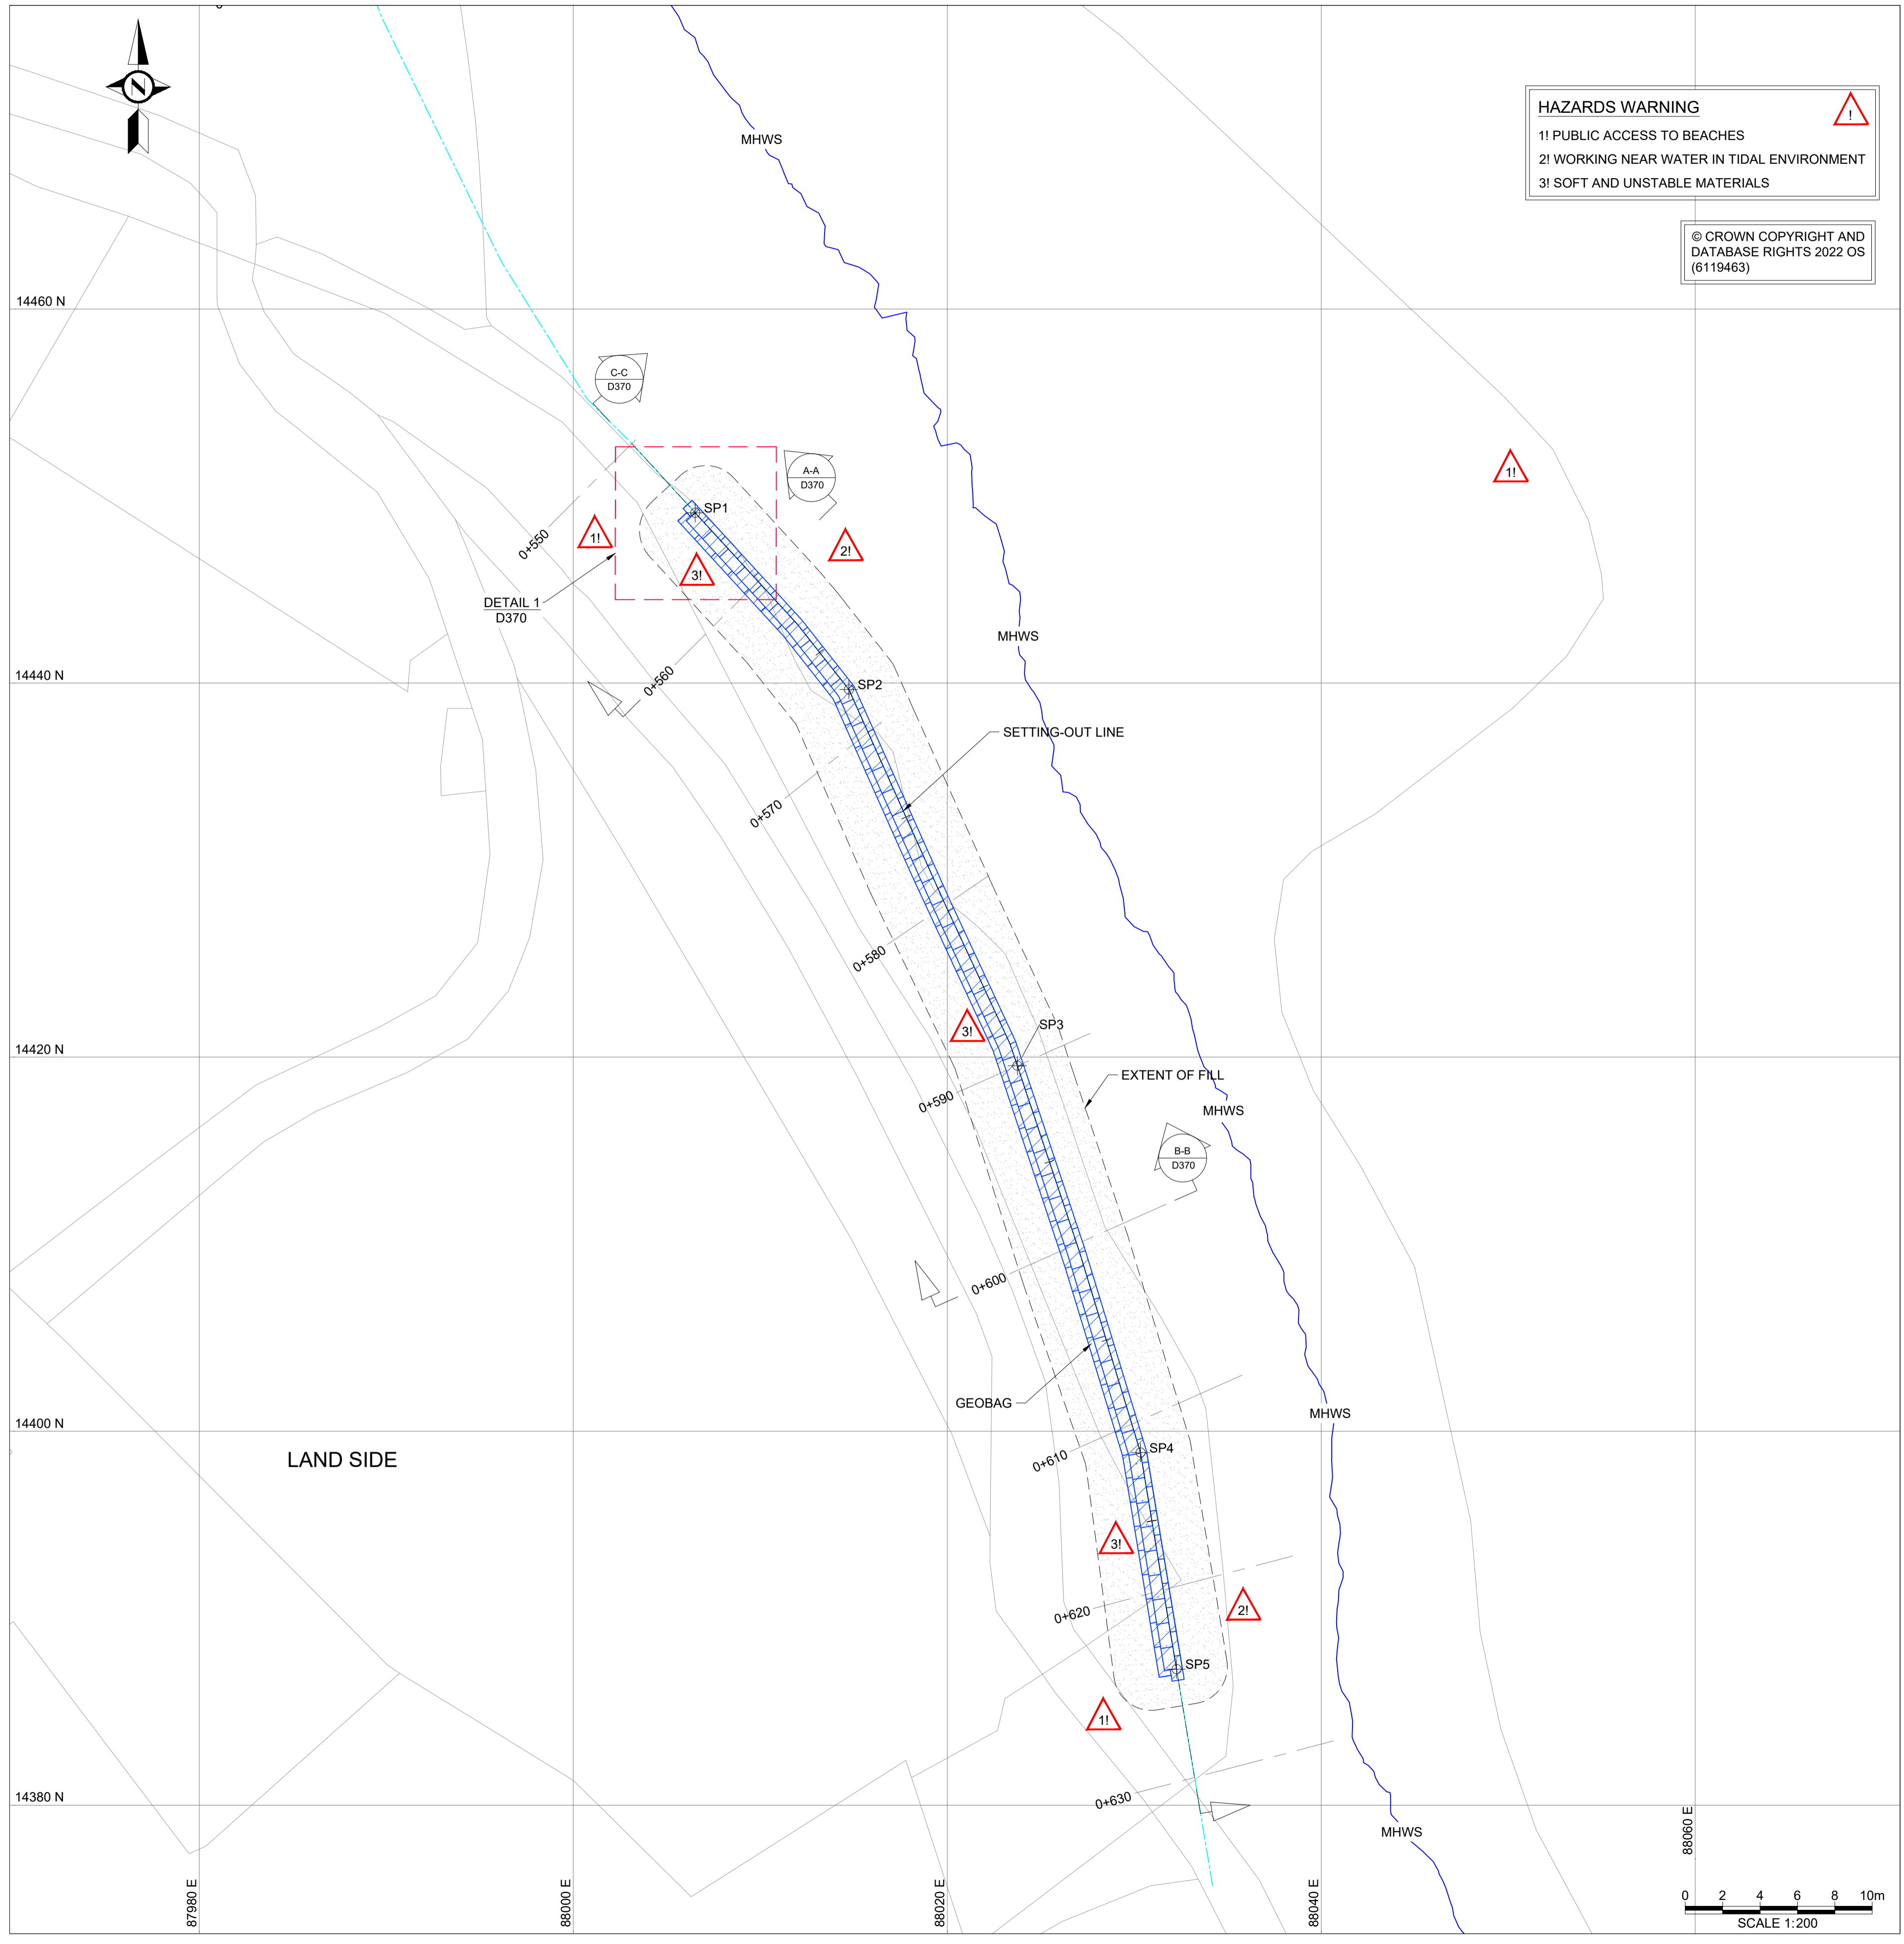 N
HAZARDS WARNING
!
1! PUBLIC ACCESS TO BEACHES
2! WORKING NEAR WATER IN TIDAL ENVIRONMENT
3! SOFT AND UNSTABLE MATERIALS
MHWS
© CROWN COPYRIGHT AND
DATABASE RIGHTS 2022 OS
(6119463)
14460 N
C-C
D370
A-A
D370
1!
SP1
0+550
1!
2!
3!
DETAIL 1
D370
MHWS
14440 N
0+560
SP2
SETTING-OUT LINE
0+570
0+580
3!
SP3
14420 N
EXTENT OF FILL
0+590
MHWS
B-B
D370
0+600
GEOBAG
MHWS
14400 N
LAND SIDE
SP4
0+610
3!
2!
0+620
SP5
1!
14380 N
0+630
MHWS
87980 E
88000 E
88020 E
88040 E
88060 E
0 2 4 6 8 10m
SCALE 1:200